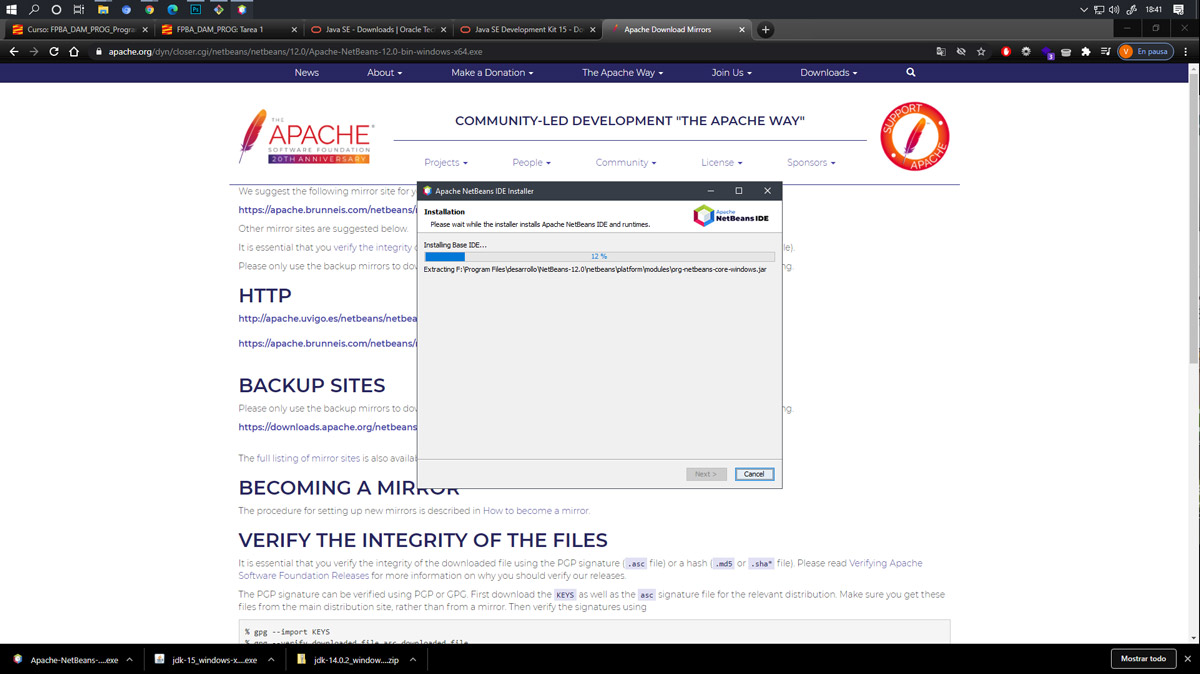 18:41
Curso: FPBA_DAM_PROG_Progra
FPBA_DAM_PROG: Tarea 1
Java SE - Downloads | Oracle Tec
Java SE Development Kit 15 - Do
Apache Download Mirrors
apache.org/dyn/closer.cgi/netbeans/netbeans/12.0/Apache-NetBeans-12.0-bin-windows-x64.exe
3
V En pausa
News About Make a Donation The Apache Way Join Us Downloads
THE
APACHE®
SOFTWARE FOUNDATION
20TH ANNIVERSARY
COMMUNITY-LED DEVELOPMENT "THE APACHE WAY"
Projects People Community License Sponsors
SUPPORT
APACHE
We suggest the following mirror site for y
https://apache.brunneis.com/netbeans/
Other mirror sites are suggested below.
It is essential that you verify the integrity le).
Please only use the backup mirrors to dov ng.
HTTP
http://apache.uvigo.es/netbeans/netbea
https://apache.brunneis.com/netbeans/
BACKUP SITES
Please only use the backup mirrors to dov ng.
https://downloads.apache.org/netbeans
The full listing of mirror sites is also availa
BECOMING A MIRROR
The procedure for setting up new mirrors is described in How to become a mirror.
VERIFY THE INTEGRITY OF THE FILES
It is essential that you verify the integrity of the downloaded file using the PGP signature ( .asc file) or a hash ( .md5 or .sha* file). Please read Verifying Apache
Software Foundation Releases for more information on why you should verify our releases.
The PGP signature can be verified using PGP or GPG. First download the KEYS as well as the asc signature file for the relevant distribution. Make sure you get these
files from the main distribution site, rather than from a mirror. Then verify the signatures using
% gpg --import KEYS
% gpg --verify downloaded_file.asc downloaded_file
Apache NetBeans IDE Installer
Installation
Please wait while the installer installs Apache NetBeans IDE and runtimes.
Apache
NetBeans IDE
Installing Base IDE...
12 %
Extracting F:\Program Files\desarrollo\NetBeans-12.0\netbeans\platform\modules\org-netbeans-core-windows.jar
Next >
Cancel
Apache-NetBeans-....exe
jdk-15_windows-x....exe
jdk-14.0.2_window....zip
Mostrar todo